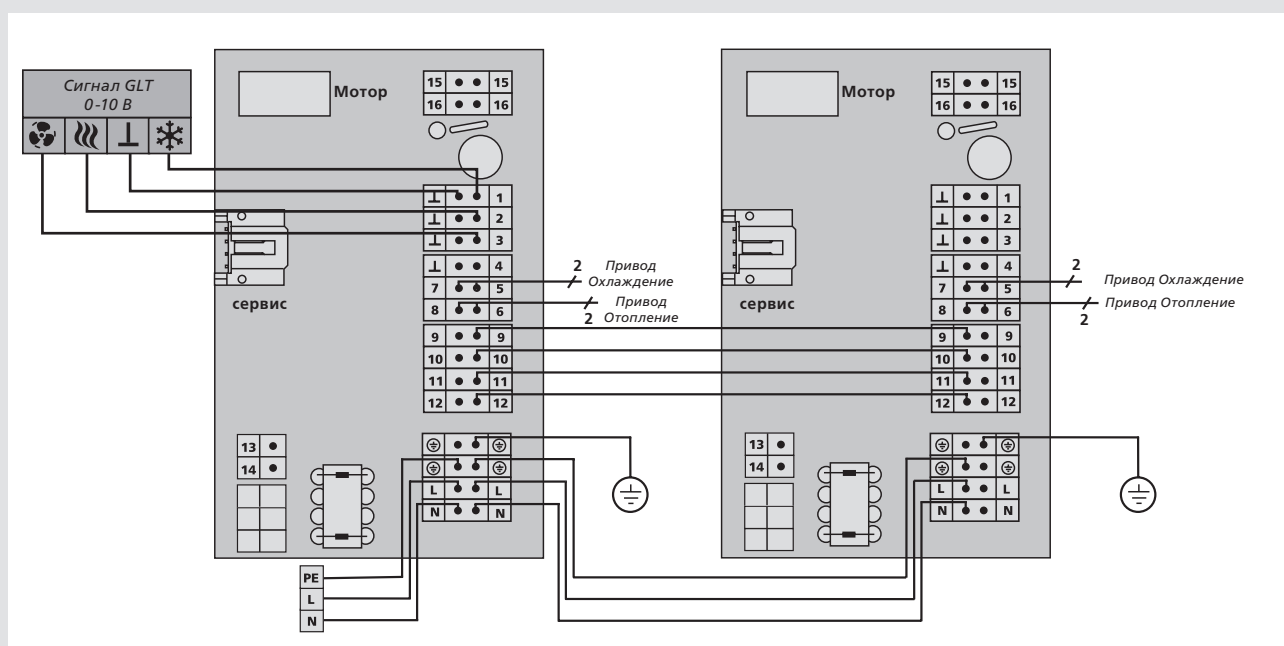 Сигнал GLT
0-10 В
Мотор
15 15
16 16
⊥ 1
⊥ 2
⊥ 3
⊥ 4
7 5
8 6
9 9
10 10
11 11
12 12
сервис
13
14
L L
N N
2 Привод
Охлаждение
Привод
2 Отопление
PE
L
N
Мотор
15 15
16 16
⊥ 1
⊥ 2
⊥ 3
⊥ 4
7 5
8 6
9 9
10 10
11 11
12 12
сервис
13
14
L L
N N
2
Привод Охлаждение
Привод Отопление
2